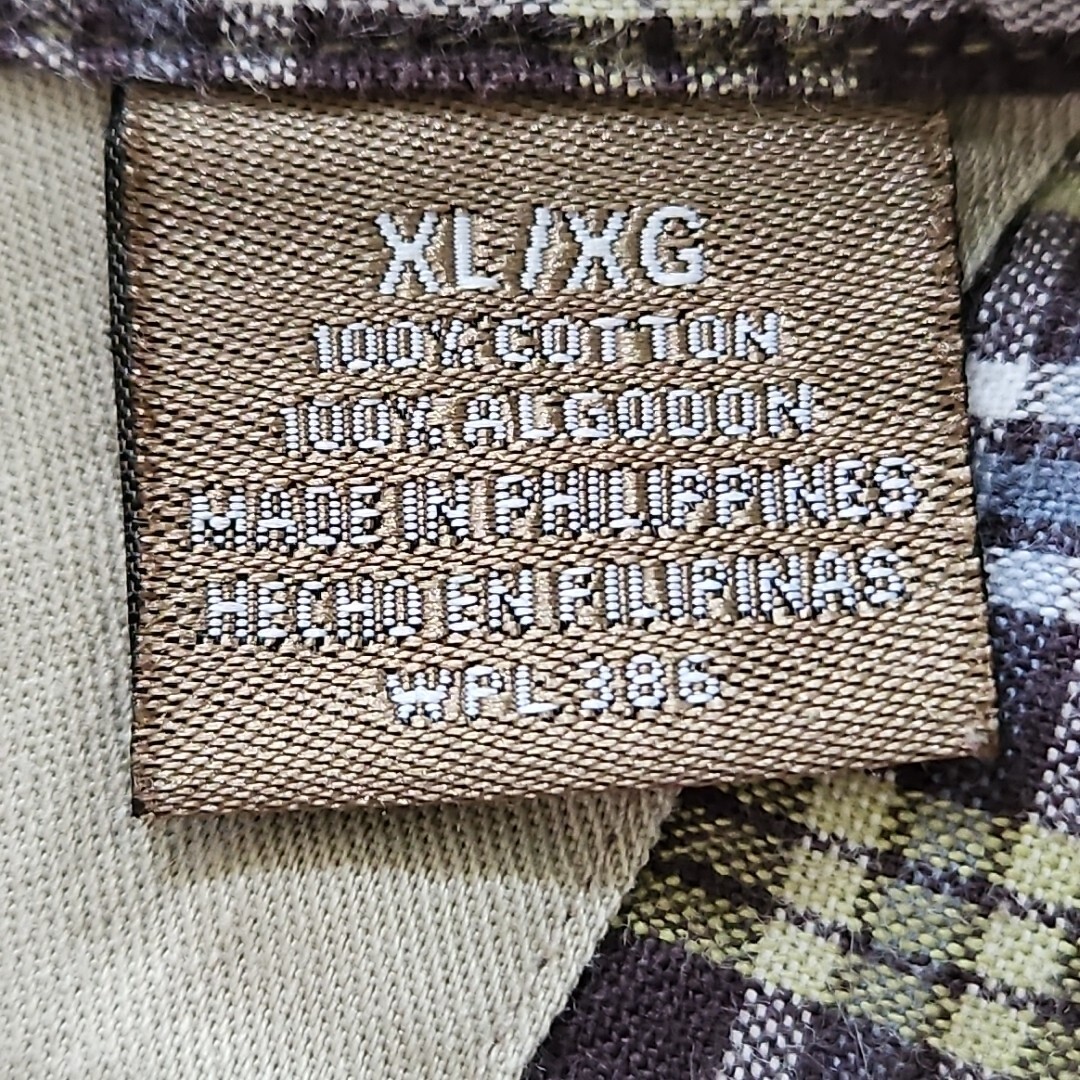 XL/XG
100% COTTON
100% ALGODON
MADE IN PHILIPPINES
HECHO EN FILIPINAS
WPL 386